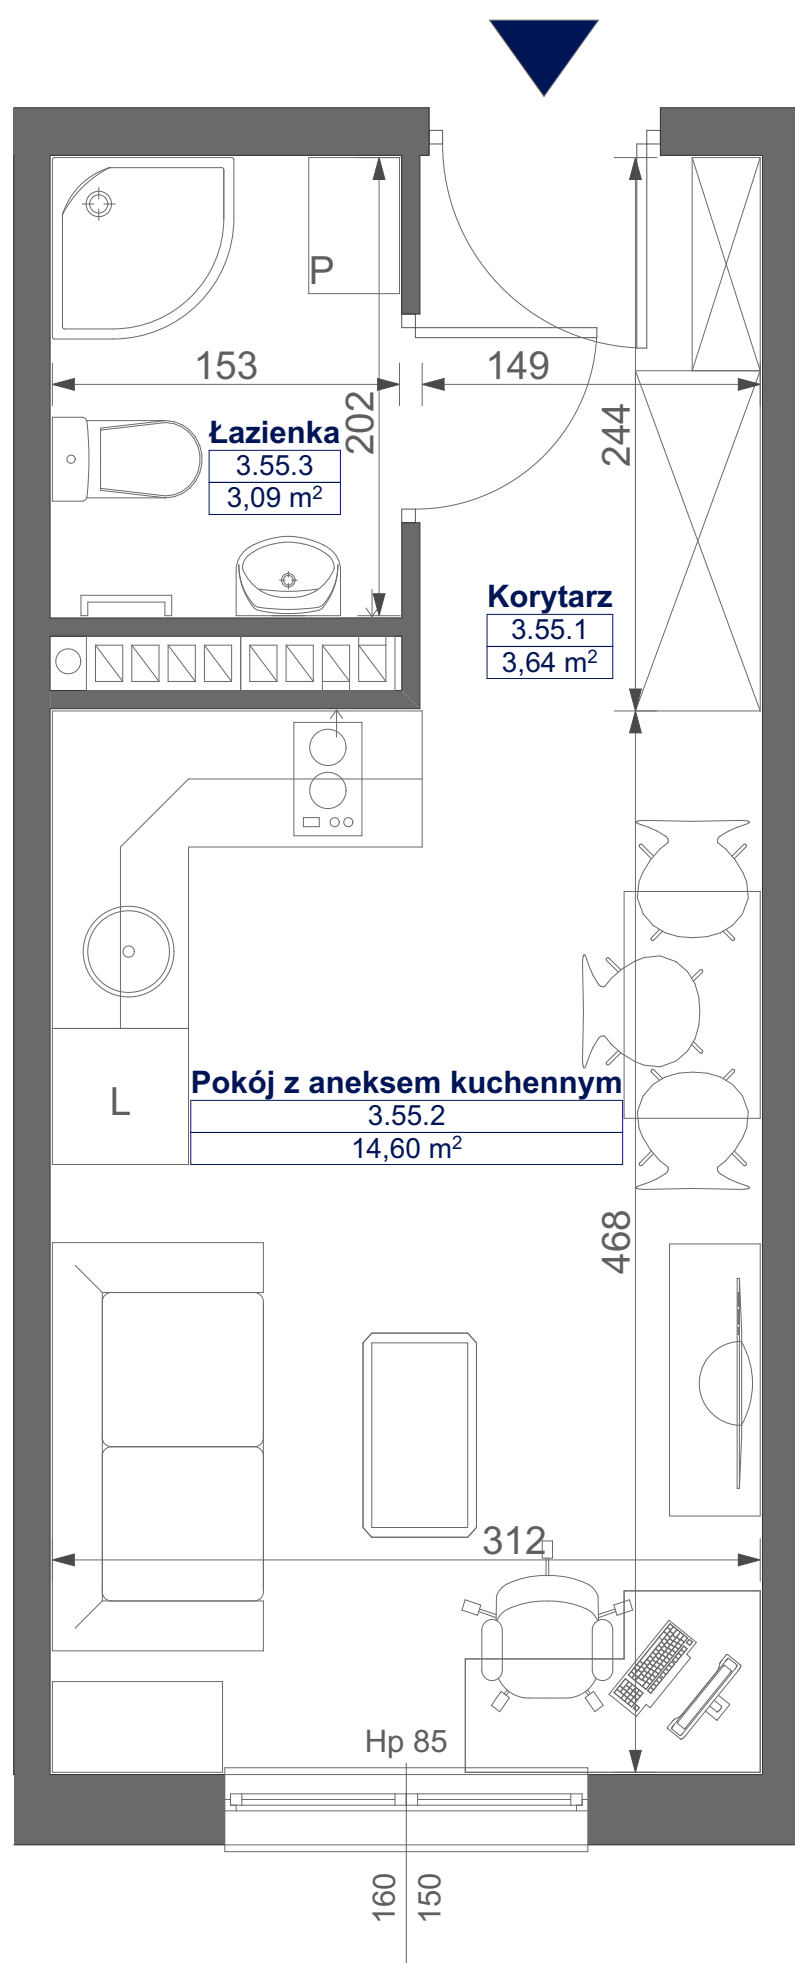 P
153
149
202
244
Łazienka
3.55.3
3,09 m²
Korytarz
3.55.1
3,64 m²
Pokój z aneksem kuchennym
3.55.2
14,60 m²
L
468
312
Hp 85
160
150